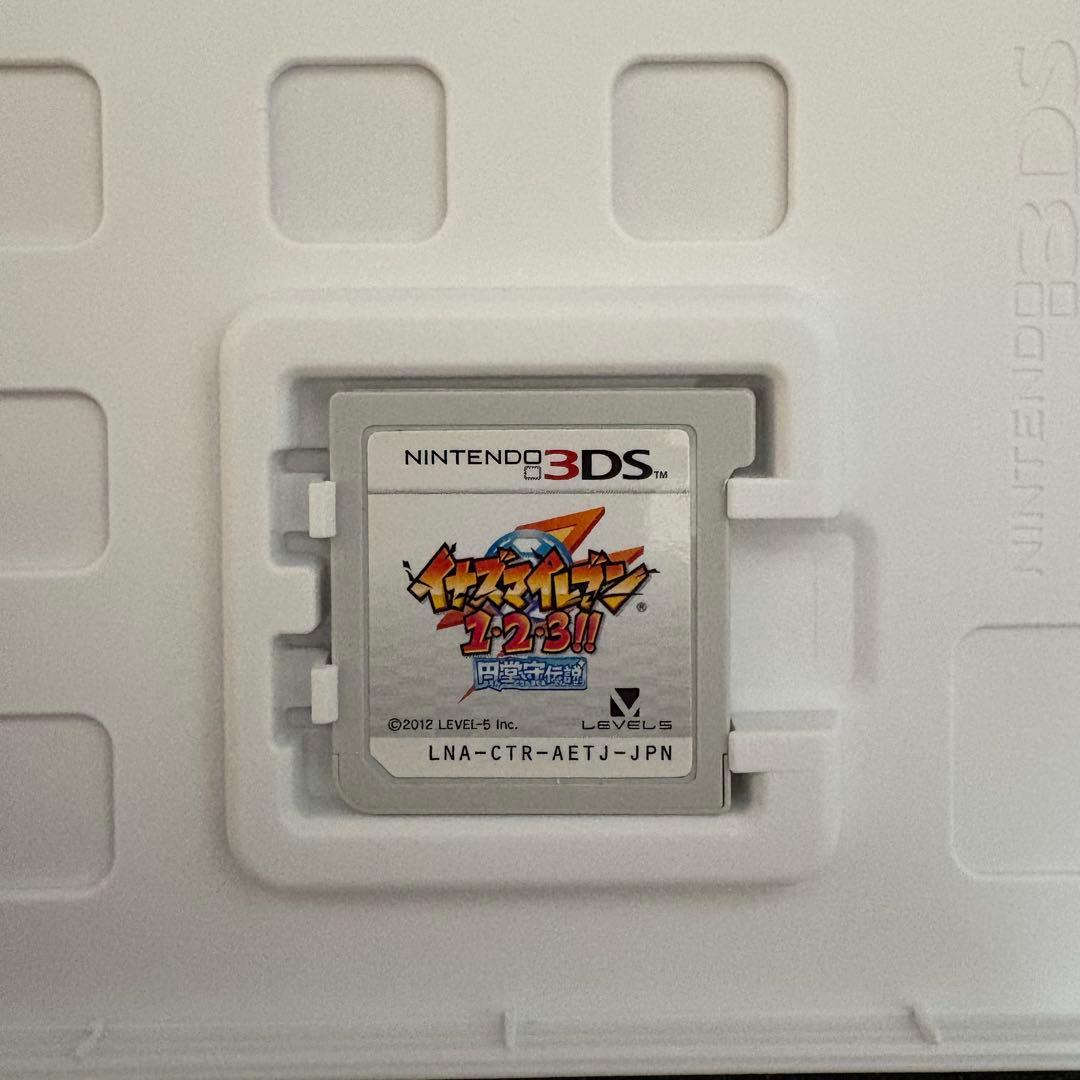 NINTENDO 3DS™
イナズマイレブン®
1・2・3!!
円堂守伝説
©2012 LEVEL-5 Inc.
LEVEL5
LNA-CTR-AETJ-JPN
NINTENDO 3DS